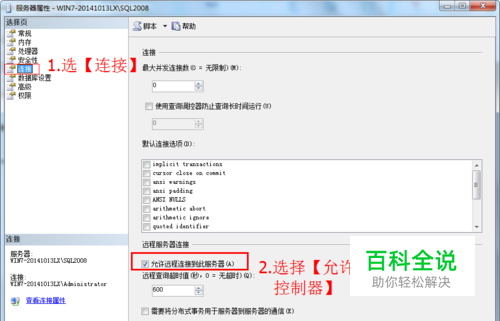 服务器属性 - WIN7-20141013LX\SQL2008
选择页
常规
内存
处理器
安全性
连接
数据库设置
高级
权限
1.选【连接】
脚本
帮助
连接
最大并发连接数(0 = 无限制)(M):
0
使用查询调控器防止查询长时间运行(U)
0
默认连接选项(D):
implicit transactions
cursor close on commit
ansi warnings
ansi padding
ANSI NULLS
arithmetic abort
arithmetic ignore
quoted identifier
远程服务器连接
允许远程连接到此服务器(A)
远程查询超时值(秒，0 = 无超时)(Q):
600
2.选择【允许
控制器】
需要将分布式事务用于服务器到服务器的通信(R)
连接
服务器:
WIN7-20141013LX\SQL2008
连接:
WIN7-20141013LX\Administrator
查看连接属性
百科全说
助你轻松解决